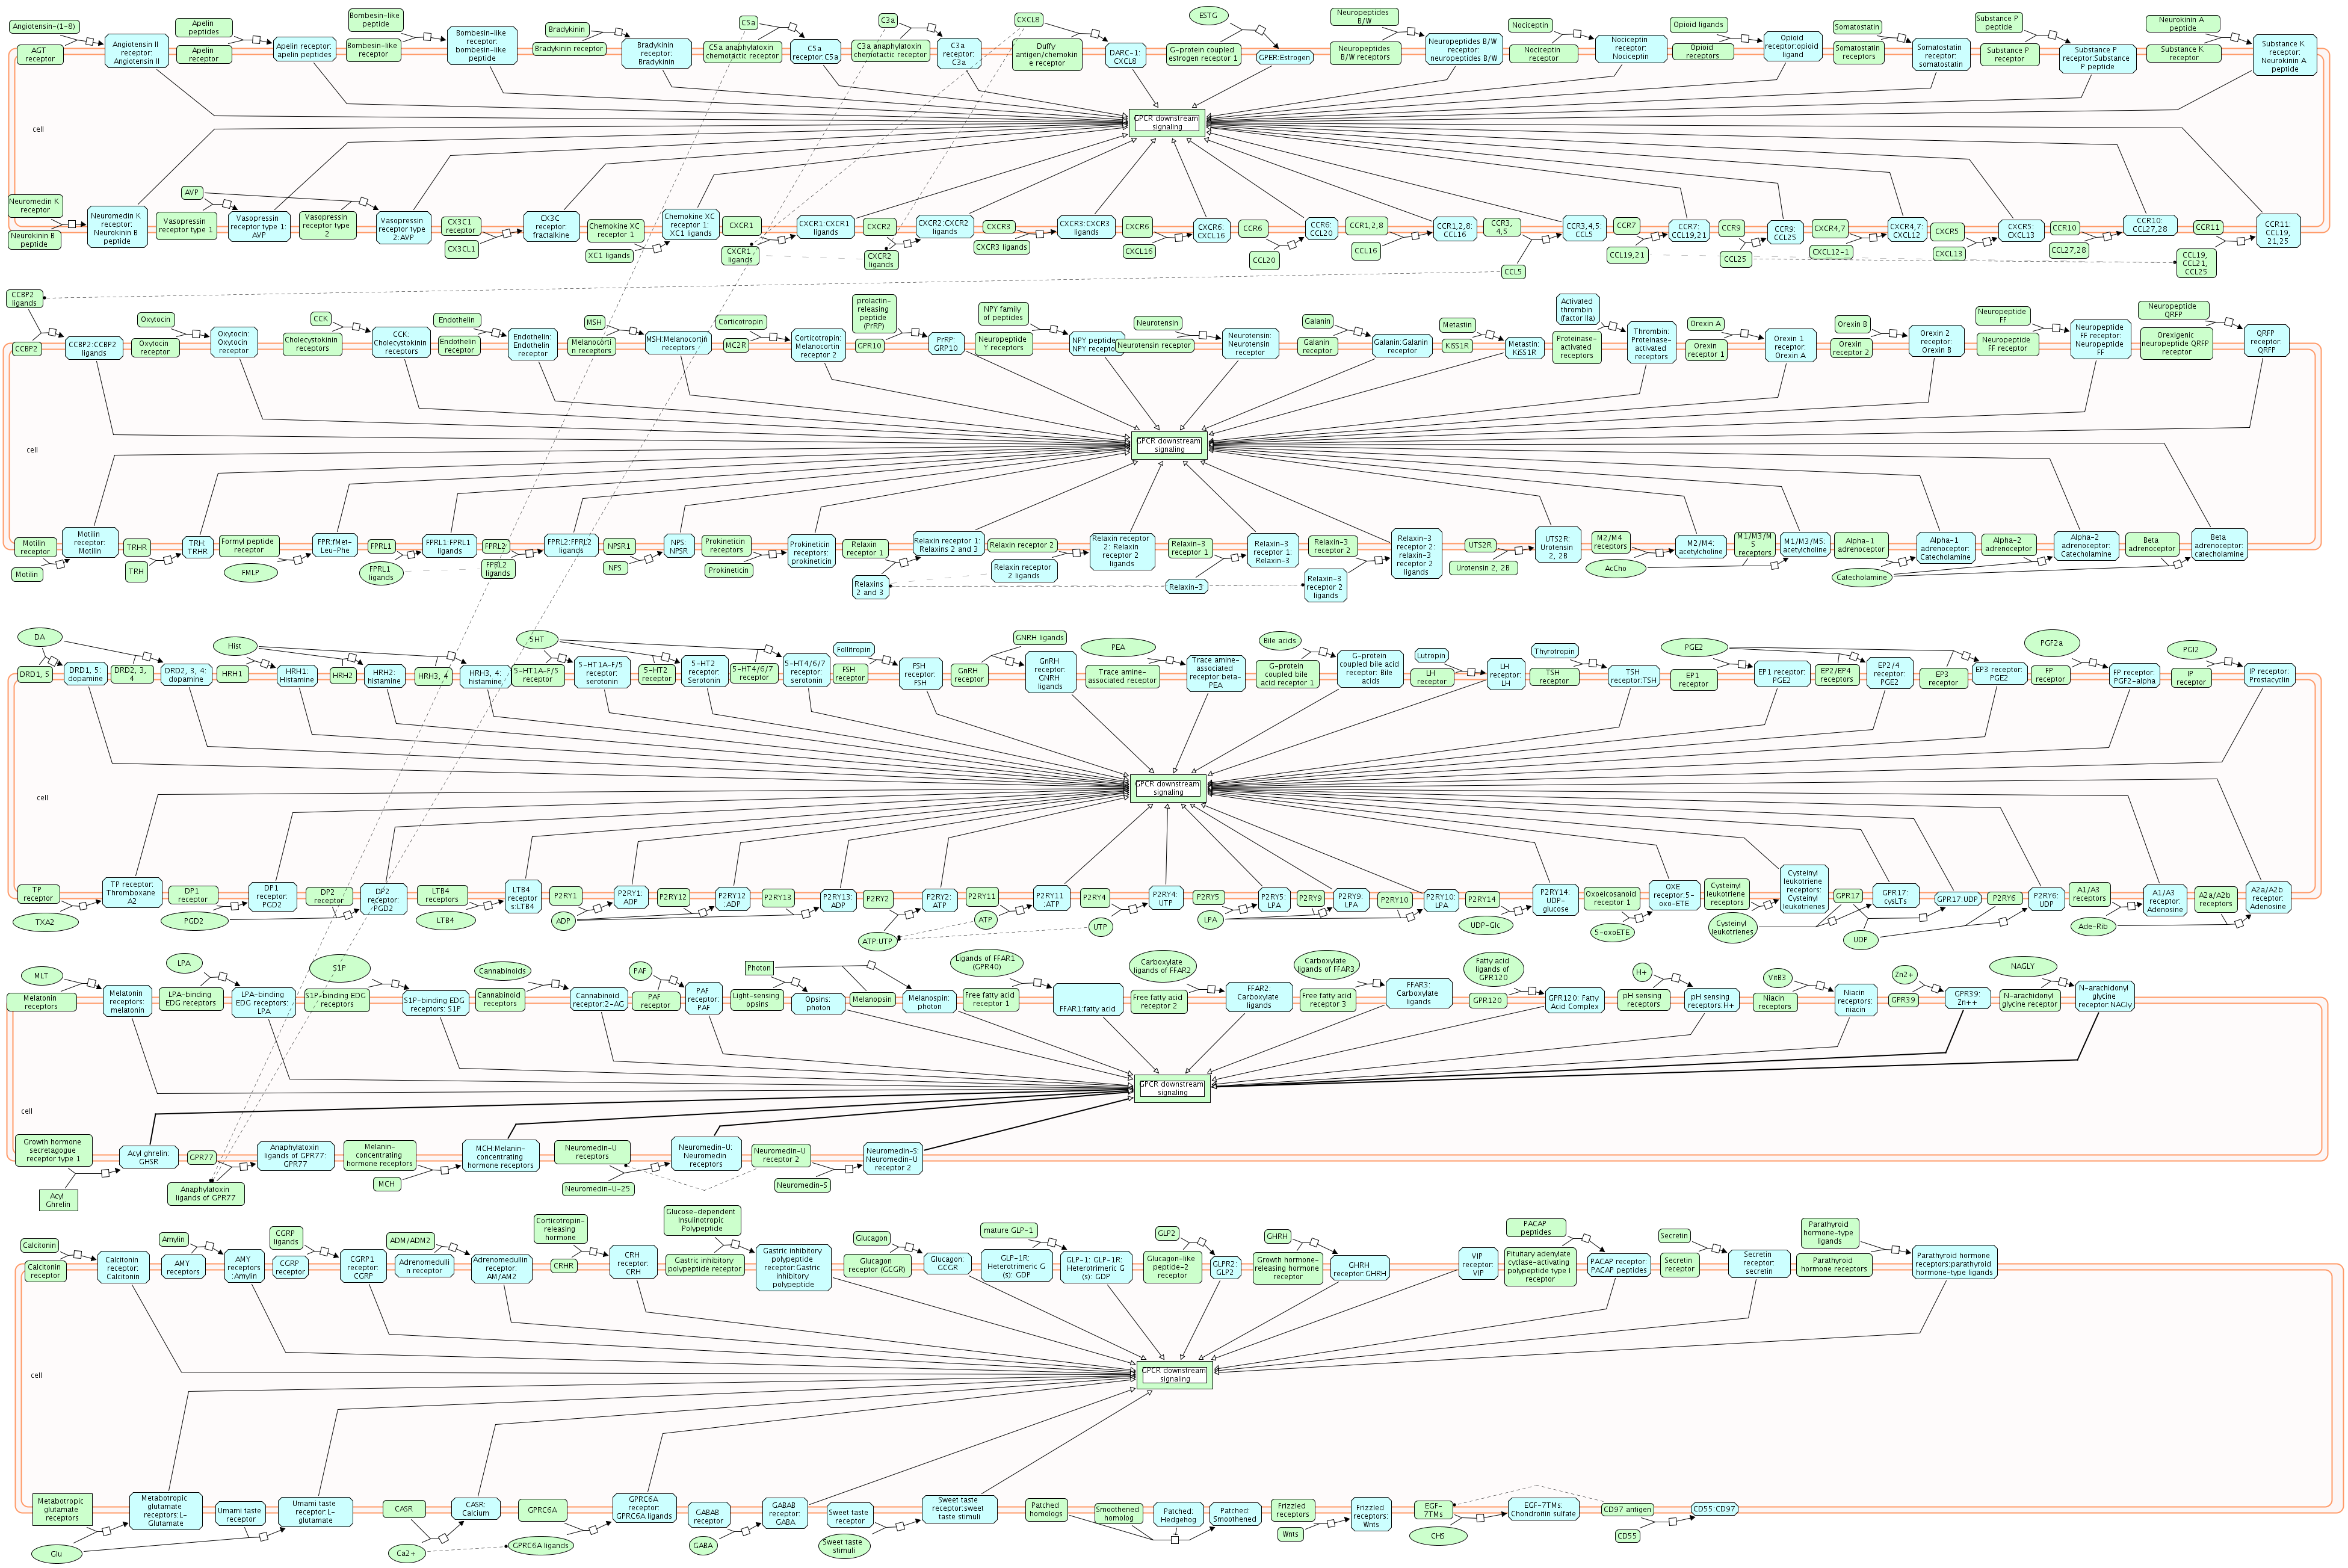 Angiotensin-(1-8)
AGT
receptor
Angiotensin II
receptor:
Angiotensin II
Apelin
peptides
Apelin
receptor
Apelin receptor:
apelin peptides
Bombesin-like
peptide
Bombesin-like
receptor
Bombesin-like
receptor:
bombesin-like
peptide
Bradykinin
Bradykinin receptor
Bradykinin
receptor:
Bradykinin
C5a
C5a anaphylatoxin
chemotactic receptor
C5a
receptor:C5a
C3a
C3a anaphylatoxin
chemotactic receptor
C3a
receptor:
C3a
CXCL8
Duffy
antigen/chemokin
e receptor
DARC-1:
CXCL8
ESTG
G-protein coupled
estrogen receptor 1
GPER:Estrogen
Neuropeptides
B/W
Neuropeptides
B/W receptors
Neuropeptides B/W
receptor:
neuropeptides B/W
Nociceptin
Nociceptin
receptor
Nociceptin
receptor:
Nociceptin
Opioid ligands
Opioid
receptors
Opioid
receptor:opioid
ligand
Somatostatin
Somatostatin
receptors
Somatostatin
receptor:
somatostatin
Substance P
peptide
Substance P
receptor
Substance P
receptor:Substance
P peptide
Neurokinin A
peptide
Substance K
receptor
Substance K
receptor:
Neurokinin A
peptide
GPCR downstream
signaling
cell
Neuromedin K
receptor
Neurokinin B
peptide
Neuromedin K
receptor:
Neurokinin B
peptide
AVP
Vasopressin
receptor type 1
Vasopressin
receptor type 1:
AVP
Vasopressin
receptor type
2
Vasopressin
receptor type
2:AVP
CX3C1
receptor
CX3CL1
CX3C
receptor:
fractalkine
Chemokine XC
receptor 1
XC1 ligands
Chemokine XC
receptor 1:
XC1 ligands
CXCR1
CXCR1
ligands
CXCR1:CXCR1
ligands
CXCR2
CXCR2
ligands
CXCR2:CXCR2
ligands
CXCR3
CXCR3 ligands
CXCR3:CXCR3
ligands
CXCR6
CXCL16
CXCR6:
CXCL16
CCR6
CCL20
CCR6:
CCL20
CCR1,2,8
CCL16
CCR1,2,8:
CCL16
CCR3,
4,5
CCL5
CCR3,4,5:
CCL5
CCR7
CCL19,21
CCR7:
CCL19,21
CCR9
CCL25
CCR9:
CCL25
CXCR4,7
CXCL12-1
CXCR4,7:
CXCL12
CXCR5
CXCL13
CXCR5:
CXCL13
CCR10
CCL27,28
CCR10:
CCL27,28
CCR11
CCL19,
CCL21,
CCL25
CCR11:
CCL19,
21,25
CCBP2
ligands
CCBP2
CCBP2:CCBP2
ligands
Oxytocin
Oxytocin
receptor
Oxytocin:
Oxytocin
receptor
CCK
Cholecystokinin
receptors
CCK:
Cholecystokinin
receptors
Endothelin
Endothelin
receptor
Endothelin:
Endothelin
receptor
MSH
Melanocorti
n receptors
MSH:Melanocortin
receptors
Corticotropin
MC2R
Corticotropin:
Melanocortin
receptor 2
prolactin-
releasing
peptide
(PrRP)
GPR10
PrRP:
GRP10
NPY family
of peptides
Neuropeptide
Y receptors
NPY peptide
NPY recepto
Neurotensin
Neurotensin receptor
Neurotensin:
Neurotensin
receptor
Galanin
Galanin
receptor
Galanin:Galanin
receptor
Metastin
KiSS1R
Metastin:
KiSS1R
Activated
thrombin
(factor IIa)
Proteinase-
activated
receptors
Thrombin:
Proteinase-
activated
receptors
Orexin A
Orexin
receptor 1
Orexin 1
receptor:
Orexin A
Orexin B
Orexin
receptor 2
Orexin 2
receptor:
Orexin B
Neuropeptide
FF
Neuropeptide
FF receptor
Neuropeptide
FF receptor:
Neuropeptide
FF
Neuropeptide
QRFP
Orexigenic
neuropeptide QRFP
receptor
QRFP
receptor:
QRFP
GPCR downstream
signaling
cell
Motilin
receptor
Motilin
Motilin
receptor:
Motilin
TRHR
TRH
TRH:
TRHR
Formyl peptide
receptor
FMLP
FPR:fMet-
Leu-Phe
FPRL1
FPRL1
ligands
FPRL1:FPRL1
ligands
FPRL2
FPRL2
ligands
FPRL2:FPRL2
ligands
NPSR1
NPS
NPS:
NPSR
Prokineticin
receptors
Prokineticin
Prokineticin
receptors:
prokineticin
Relaxin
receptor 1
Relaxins
2 and 3
Relaxin receptor 1:
Relaxins 2 and 3
Relaxin receptor 2
Relaxin receptor
2 ligands
Relaxin receptor
2: Relaxin
receptor 2
ligands
Relaxin-3
receptor 1
Relaxin-3
Relaxin-3
receptor 1:
Relaxin-3
Relaxin-3
receptor 2
Relaxin-3
receptor 2
ligands
Relaxin-3
receptor 2:
relaxin-3
receptor 2
ligands
UTS2R
Urotensin 2, 2B
UTS2R:
Urotensin
2, 2B
M2/M4
receptors
AcCho
M2/M4:
acetylcholine
M1/M3/M
5
receptors
M1/M3/M5:
acetylcholine
Alpha-1
adrenoceptor
Catecholamine
Alpha-1
adrenoceptor:
Catecholamine
Alpha-2
adrenoceptor
Alpha-2
adrenoceptor:
Catecholamine
Beta
adrenoceptor
Beta
adrenoceptor:
catecholamine
DA
DRD1, 5
DRD1, 5:
dopamine
DRD2, 3,
4
DRD2, 3, 4:
dopamine
Hist
HRH1
HRH1:
Histamine
HRH2
HRH2:
histamine
HRH3, 4
HRH3, 4:
histamine
5HT
5-HT1A-F/5
receptor
5-HT1A-F/5
receptor:
serotonin
5-HT2
receptor
5-HT2
receptor:
Serotonin
5-HT4/6/7
receptor
5-HT4/6/7
receptor:
serotonin
Follitropin
FSH
receptor
FSH
receptor:
FSH
GNRH ligands
GnRH
receptor
GnRH
receptor:
GNRH
ligands
PEA
Trace amine-
associated receptor
Trace amine-
associated
receptor:beta-
PEA
Bile acids
G-protein
coupled bile
acid receptor 1
G-protein
coupled bile acid
receptor: Bile
acids
Lutropin
LH
receptor
LH
receptor:
LH
Thyrotropin
TSH
receptor
TSH
receptor:TSH
PGE2
EP1
receptor
EP1 receptor:
PGE2
EP2/EP4
receptors
EP2/4
receptor:
PGE2
EP3
receptor
EP3 receptor:
PGE2
PGF2a
FP
receptor
FP receptor:
PGF2-alpha
PGI2
IP
receptor
IP receptor:
Prostacyclin
GPCR downstream
signaling
cell
TP
receptor
TXA2
TP receptor:
Thromboxane
A2
DP1
receptor
PGD2
DP1
receptor:
PGD2
DP2
receptor
DP2
receptor:
PGD2
LTB4
receptors
LTB4
LTB4
receptor
s:LTB4
P2RY1
ADP
P2RY1:
ADP
P2RY12
P2RY12
:ADP
P2RY13
P2RY13:
ADP
P2RY2
ATP:UTP
P2RY2:
ATP
P2RY11
ATP
P2RY11
:ATP
P2RY4
UTP
P2RY4:
UTP
P2RY5
LPA
P2RY5:
LPA
P2RY9
P2RY9:
LPA
P2RY10
P2RY10:
LPA
P2RY14
UDP-Glc
P2RY14:
UDP-
glucose
Oxoeicosanoid
receptor 1
5-oxoETE
OXE
receptor:5-
oxo-ETE
Cysteinyl
leukotriene
receptors
Cysteinyl
leukotrienes
Cysteinyl
leukotriene
receptors:
Cysteinyl
leukotrienes
GPR17
UDP
GPR17:
cysLTs
GPR17:UDP
P2RY6
P2RY6:
UDP
A1/A3
receptors
Ade-Rib
A1/A3
receptor:
Adenosine
A2a/A2b
receptors
A2a/A2b
receptor:
Adenosine
MLT
Melatonin
receptors
Melatonin
receptors:
melatonin
LPA
LPA-binding
EDG receptors
LPA-binding
EDG receptors:
LPA
S1P
S1P-binding EDG
receptors
S1P-binding EDG
receptors: S1P
Cannabinoids
Cannabinoid
receptors
Cannabinoid
receptor:2-AG
PAF
PAF
receptor
PAF
receptor:
PAF
Photon
Light-sensing
opsins
Opsins:
photon
Melanopsin
Melanospin:
photon
Ligands of FFAR1
(GPR40)
Free fatty acid
receptor 1
FFAR1:fatty acid
Carboxylate
ligands of FFAR2
Free fatty acid
receptor 2
FFAR2:
Carboxylate
ligands
Carboxylate
ligands of FFAR3
Free fatty acid
receptor 3
FFAR3:
Carboxylate
ligands
Fatty acid
ligands of
GPR120
GPR120
GPR120: Fatty
Acid Complex
H+
pH sensing
receptors
pH sensing
receptors:H+
VitB3
Niacin
receptors
Niacin
receptors:
niacin
Zn2+
GPR39
GPR39:
Zn++
NAGLY
N-arachidonyl
glycine receptor
N-arachidonyl
glycine
receptor:NAGly
GPCR downstream
signaling
cell
Growth hormone
secretagogue
receptor type 1
Acyl
Ghrelin
Acyl ghrelin:
GHSR
GPR77
Anaphylatoxin
ligands of GPR77
Anaphylatoxin
ligands of GPR77:
GPR77
Melanin-
concentrating
hormone receptors
MCH
MCH:Melanin-
concentrating
hormone receptors
Neuromedin-U
receptors
Neuromedin-U-25
Neuromedin-U:
Neuromedin
receptors
Neuromedin-U
receptor 2
Neuromedin-S
Neuromedin-S:
Neuromedin-U
receptor 2
Calcitonin
Calcitonin
receptor
Calcitonin
receptor:
Calcitonin
Amylin
AMY
receptors
AMY
receptors
:Amylin
CGRP
ligands
CGRP
receptor
CGRP1
receptor:
CGRP
ADM/ADM2
Adrenomedulli
n receptor
Adrenomedullin
receptor:
AM/AM2
Corticotropin-
releasing
hormone
CRHR
CRH
receptor:
CRH
Glucose-dependent
Insulinotropic
Polypeptide
Gastric inhibitory
polypeptide receptor
Gastric inhibitory
polypeptide
receptor:Gastric
inhibitory
polypeptide
Glucagon
Glucagon
receptor (GCGR)
Glucagon:
GCGR
mature GLP-1
GLP-1R:
Heterotrimeric G
(s): GDP
GLP-1: GLP-1R:
Heterimeric G
(s): GDP
GLP2
Glucagon-like
peptide-2
receptor
GLPR2:
GLP2
GHRH
Growth hormone-
releasing hormone
receptor
GHRH
receptor:GHRH
VIP
receptor:
VIP
PACAP
peptides
Pituitary adenylate
cyclase-activating
polypeptide type I
receptor
PACAP receptor:
PACAP peptides
Secretin
Secretin
receptor
Secretin
receptor:
secretin
Parathyroid
hormone-type
ligands
Parathyroid
hormone receptors
Parathyroid hormone
receptors:parathyroid
hormone-type ligands
GPCR downstream
signaling
cell
Metabotropic
glutamate
receptors
Glu
Metabotropic
glutamate
receptors:L-
Glutamate
Umami taste
receptor
Umami taste
receptor:L-
glutamate
CASR
Ca2+
CASR:
Calcium
GPRC6A
GPRC6A ligands
GPRC6A
receptor:
GPRC6A ligands
GABAB
receptor
GABA
GABAB
receptor:
GABA
Sweet taste
receptor
Sweet taste
stimuli
Sweet taste
receptor:sweet
taste stimuli
Patched
homologs
Smoothened
homolog
Patched:
Hedgehog
Patched:
Smoothened
Frizzled
receptors
Wnts
Frizzled
receptors:
Wnts
EGF-
7TMs
CHS
EGF-7TMs:
Chondroitin sulfate
CD97 antigen
CD55
CD55:CD97